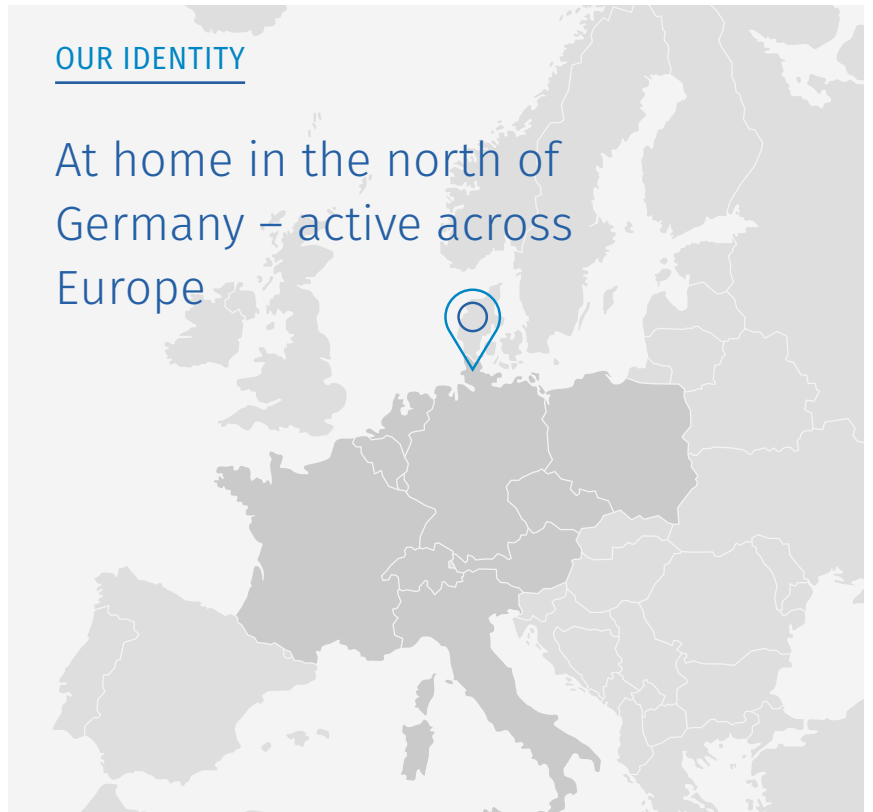 OUR IDENTITY
At home in the north of
Germany – active across
Europe